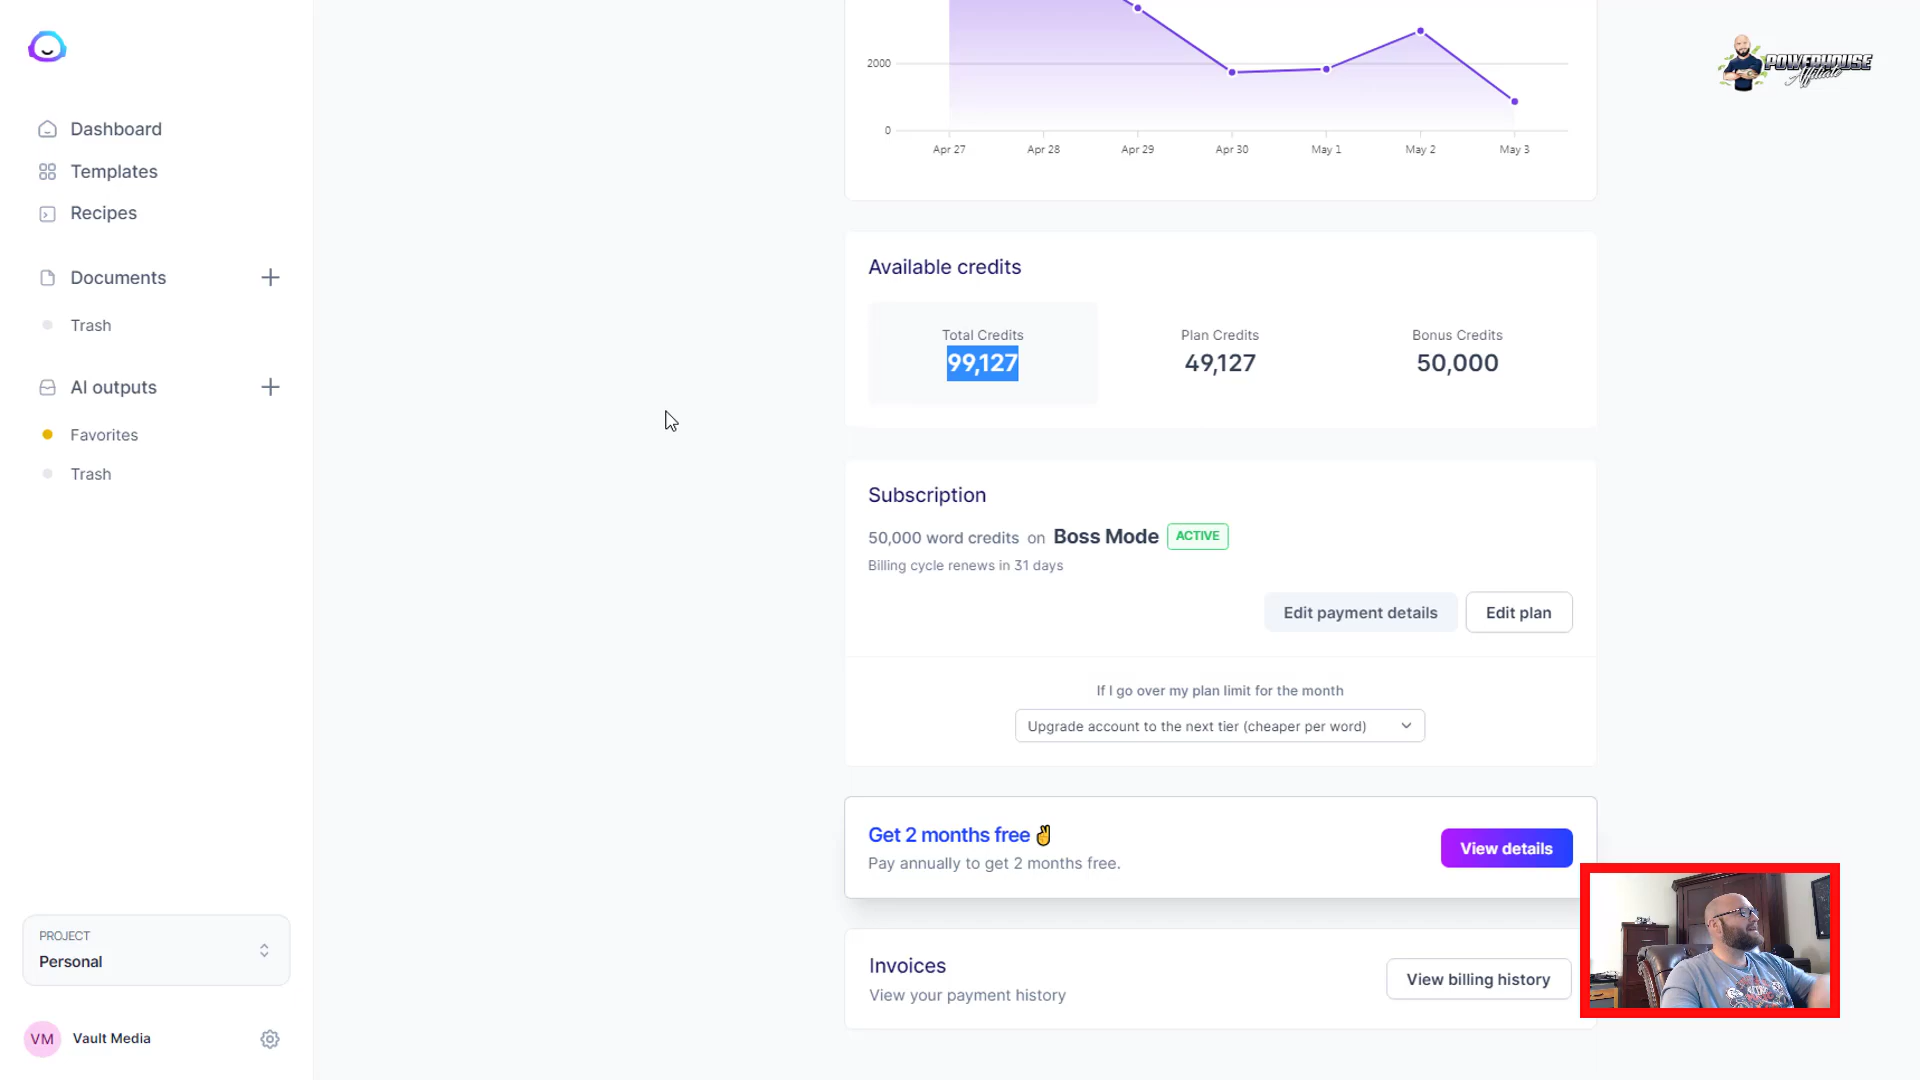 2000
0
Apr 27
Apr 28
Apr 29
Apr 30
May 1
May 2
May 3
POWERHOUSE
Affiliate
Dashboard
Templates
Recipes
Documents
Trash
AI outputs
Favorites
Trash
PROJECT
Personal
VM
Vault Media
Available credits
Total Credits
Plan Credits
Bonus Credits
99,127
49,127
50,000
Subscription
50,000 word credits on Boss Mode ACTIVE
Billing cycle renews in 31 days
Edit payment details
Edit plan
If I go over my plan limit for the month
Upgrade account to the next tier (cheaper per word)
Get 2 months free ✌
Pay annually to get 2 months free.
View details
Invoices
View your payment history
View billing history